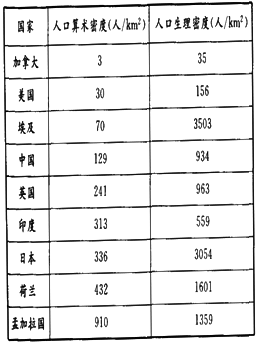 国家 人口算术密度(人/km²) 人口生理密度(人/km²)
加拿大 3 35
美国 30 156
埃及 70 3503
中国 129 934
英国 241 963
印度 313 559
日本 336 3054
荷兰 432 1601
孟加拉国 910 1359